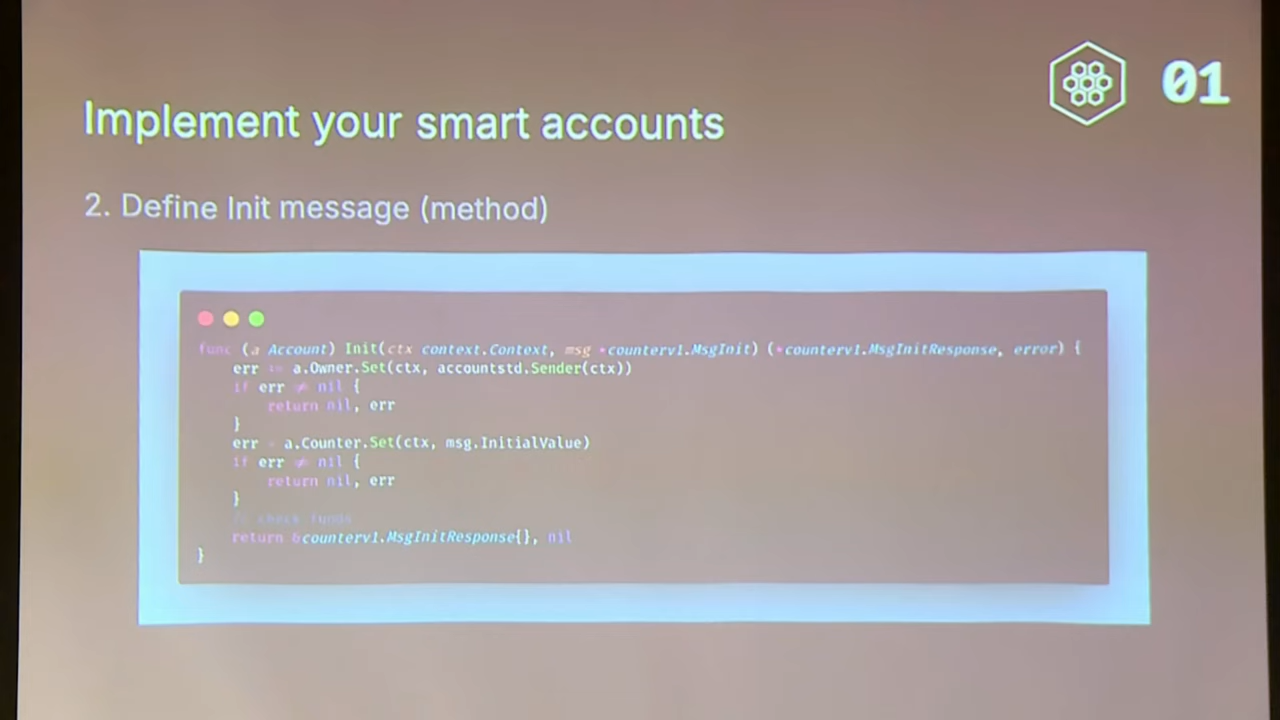 01
Implement your smart accounts
2. Define Init message (method)
func (a Account) Init(ctx context.Context, msg *counterv1.MsgInit) (*counterv1.MsgInitResponse, error) {
err := a.Owner.Set(ctx, accountstd.Sender(ctx))
if err ≠ nil {
return nil, err
}
err = a.Counter.Set(ctx, msg.InitialValue)
if err ≠ nil {
return nil, err
}
// check funds
return &counterv1.MsgInitResponse{}, nil
}